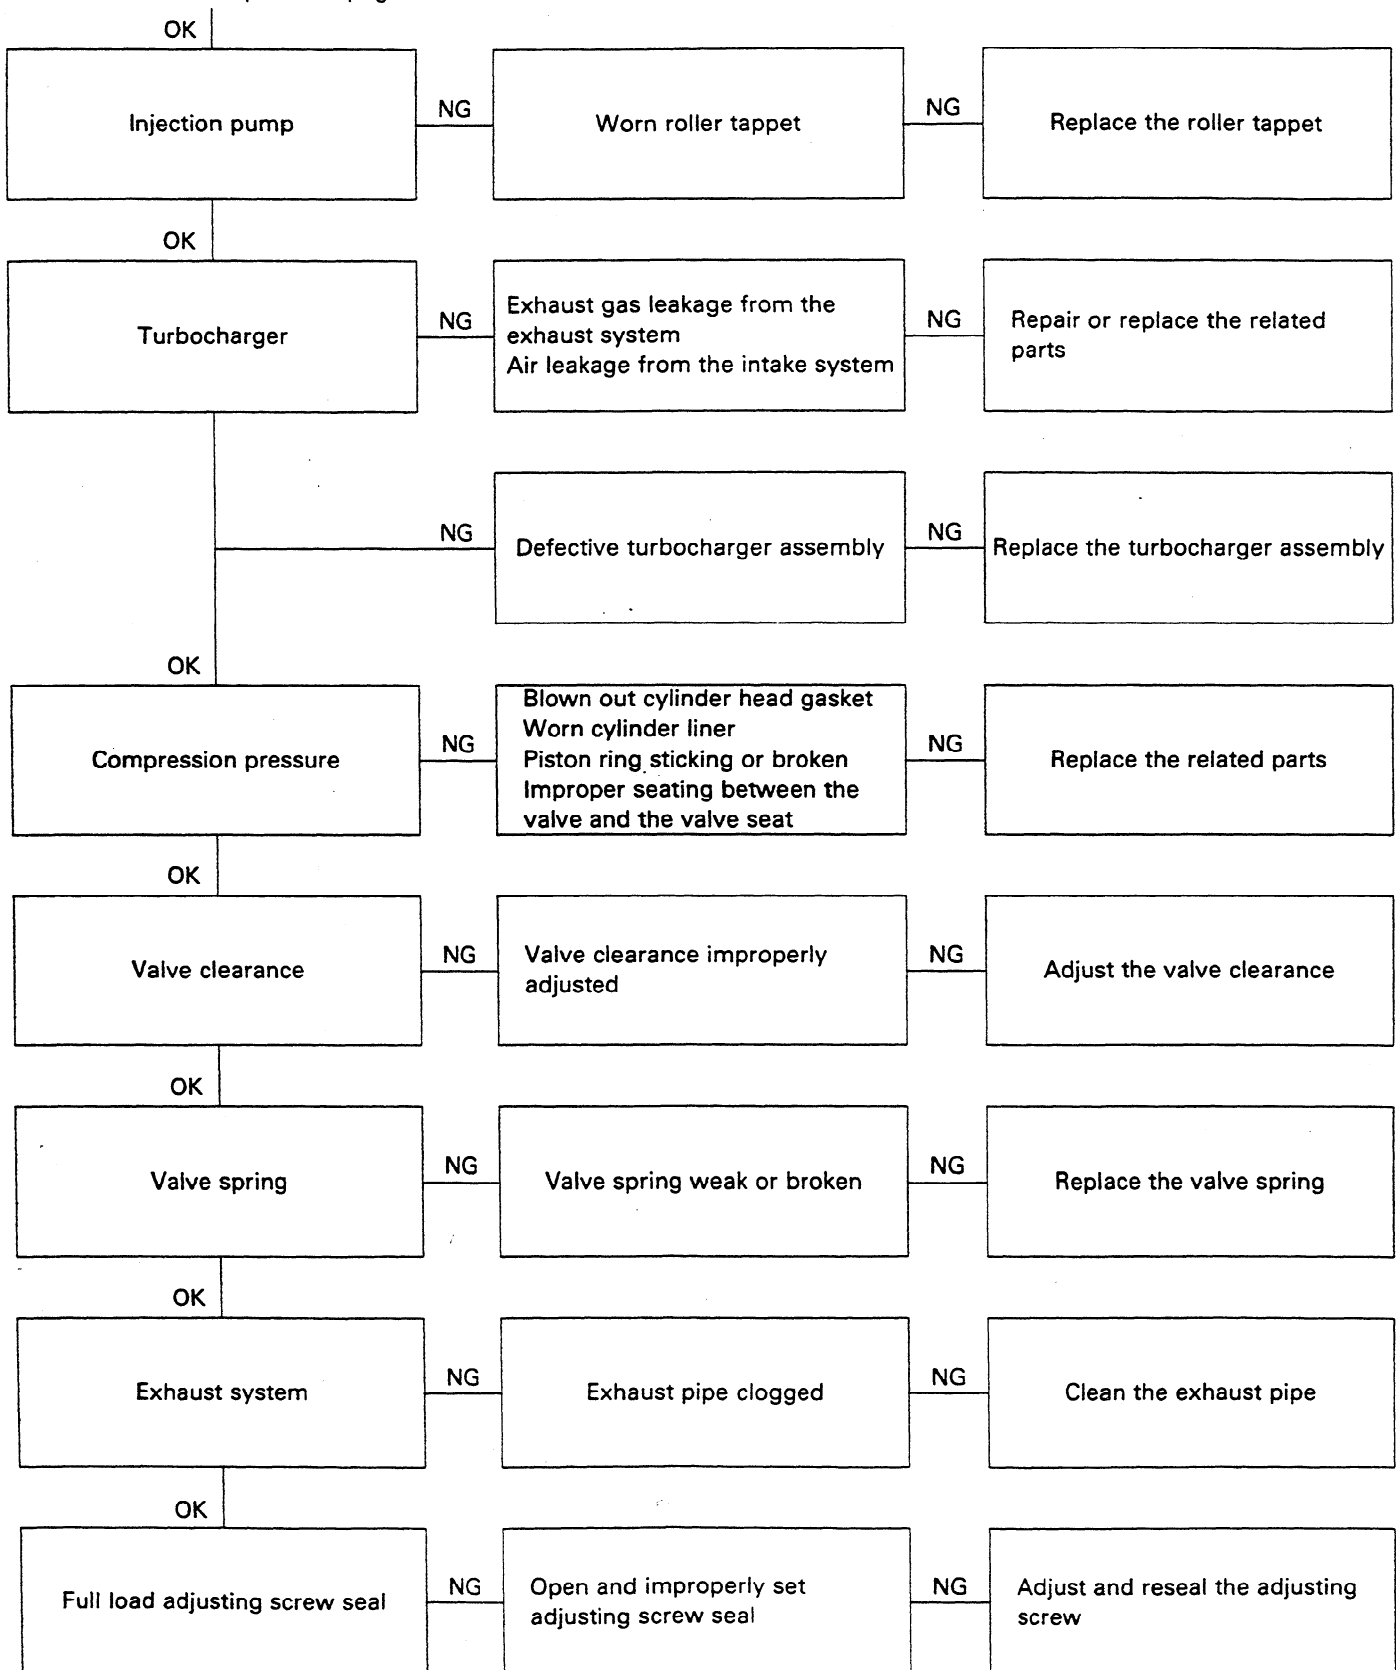 OK
Injection pump
NG
Worn roller tappet
NG
Replace the roller tappet
OK
Turbocharger
NG
Exhaust gas leakage from the
exhaust system
Air leakage from the intake system
NG
Repair or replace the related
parts
NG
Defective turbocharger assembly
NG
Replace the turbocharger assembly
OK
Compression pressure
NG
Blown out cylinder head gasket
Worn cylinder liner
Piston ring sticking or broken
Improper seating between the
valve and the valve seat
NG
Replace the related parts
OK
Valve clearance
NG
Valve clearance improperly
adjusted
NG
Adjust the valve clearance
OK
Valve spring
NG
Valve spring weak or broken
NG
Replace the valve spring
OK
Exhaust system
NG
Exhaust pipe clogged
NG
Clean the exhaust pipe
OK
Full load adjusting screw seal
NG
Open and improperly set
adjusting screw seal
NG
Adjust and reseal the adjusting
screw